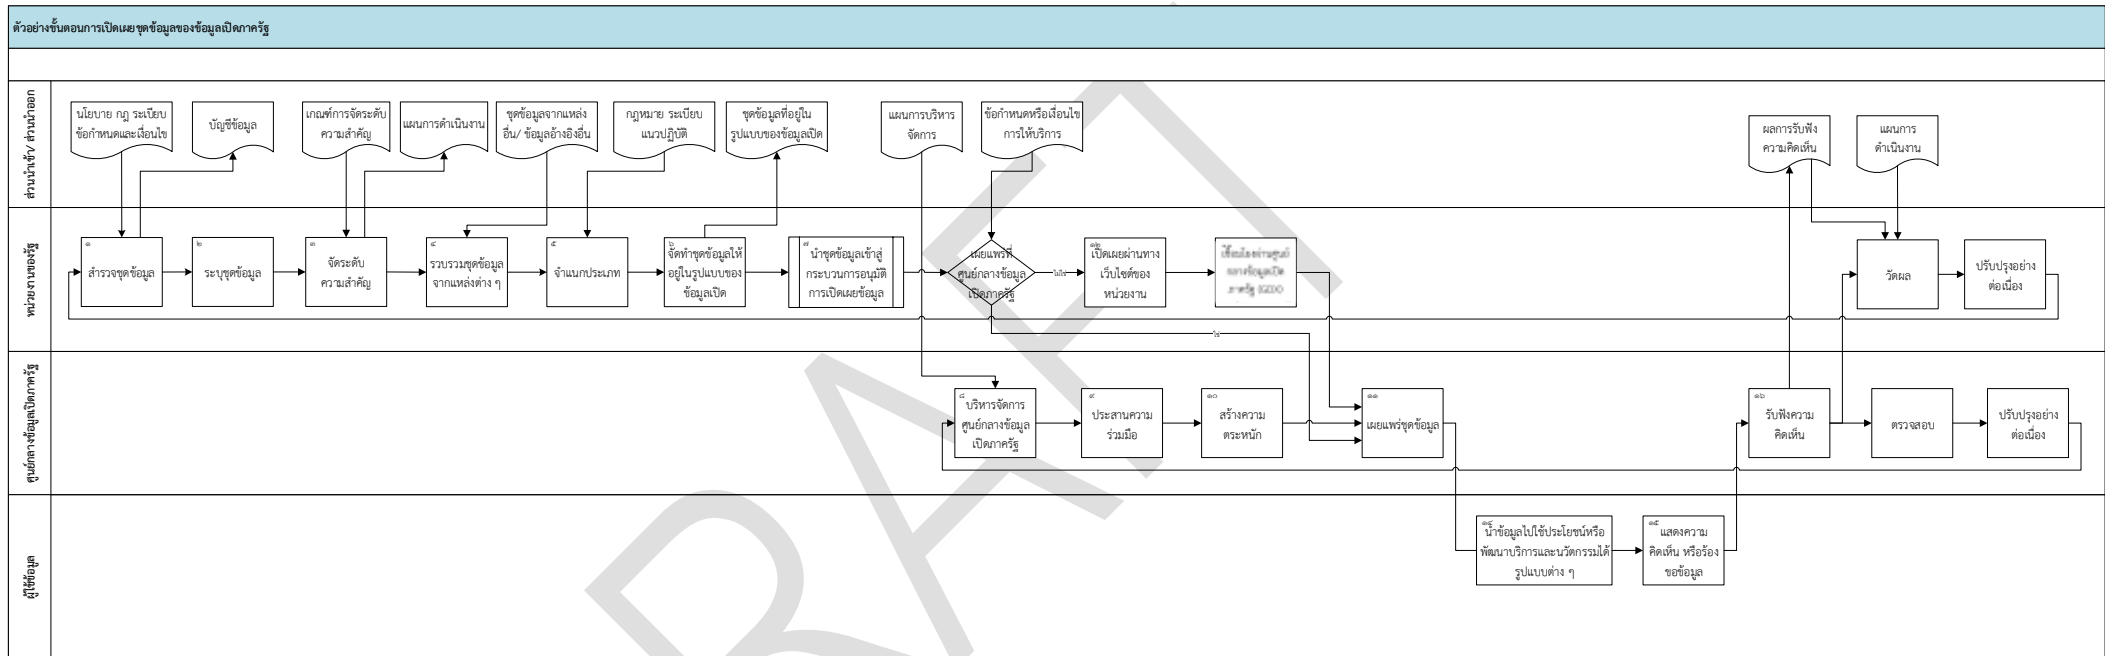 ตัวอย่างขั้นตอนการเปิดเผยชุดข้อมูลของข้อมูลเปิดภาครัฐ
ส่วนนำเข้า/ ส่วนนำออก
นโยบาย กฎ ระเบียบ
ข้อกำหนดและเงื่อนไข
บัญชีข้อมูล
เกณฑ์การจัดระดับ
ความสำคัญ
แผนการดำเนินงาน
ชุดข้อมูลจากแหล่ง
อื่น/ ข้อมูลอ้างอิงอื่น
กฎหมาย ระเบียบ
แนวปฏิบัติ
ชุดข้อมูลที่อยู่ใน
รูปแบบของข้อมูลเปิด
แผนการบริหาร
จัดการ
ข้อกำหนดหรือเงื่อนไข
การให้บริการ
ผลการรับฟัง
ความคิดเห็น
แผนการ
ดำเนินงาน
หน่วยงานของรัฐ
๑
สำรวจชุดข้อมูล
๒
ระบุชุดข้อมูล
๓
จัดระดับ
ความสำคัญ
๔
รวบรวมชุดข้อมูล
จากแหล่งต่าง ๆ
๕
จำแนกประเภท
๖
จัดทำชุดข้อมูลให้
อยู่ในรูปแบบของ
ข้อมูลเปิด
๗
นำชุดข้อมูลเข้าสู่
กระบวนการอนุมัติ
การเปิดเผยข้อมูล
เผยแพร่ที่
ศูนย์กลางข้อมูล
เปิดภาครัฐ
ไม่ใช่
ใช่
๑๒
เปิดเผยผ่านทาง
เว็บไซต์ของ
หน่วยงาน
วัดผล
ปรับปรุงอย่าง
ต่อเนื่อง
ศูนย์กลางข้อมูลเปิดภาครัฐ
๘
บริหารจัดการ
ศูนย์กลางข้อมูล
เปิดภาครัฐ
๙
ประสานความ
ร่วมมือ
๑๐
สร้างความ
ตระหนัก
๑๑
เผยแพร่ชุดข้อมูล
๑๖
รับฟังความ
คิดเห็น
ตรวจสอบ
ปรับปรุงอย่าง
ต่อเนื่อง
ผู้ใช้ข้อมูล
๑๔
นำข้อมูลไปใช้ประโยชน์หรือ
พัฒนาบริการและนวัตกรรมได้
รูปแบบต่าง ๆ
๑๕
แสดงความ
คิดเห็น หรือร้อง
ขอข้อมูล